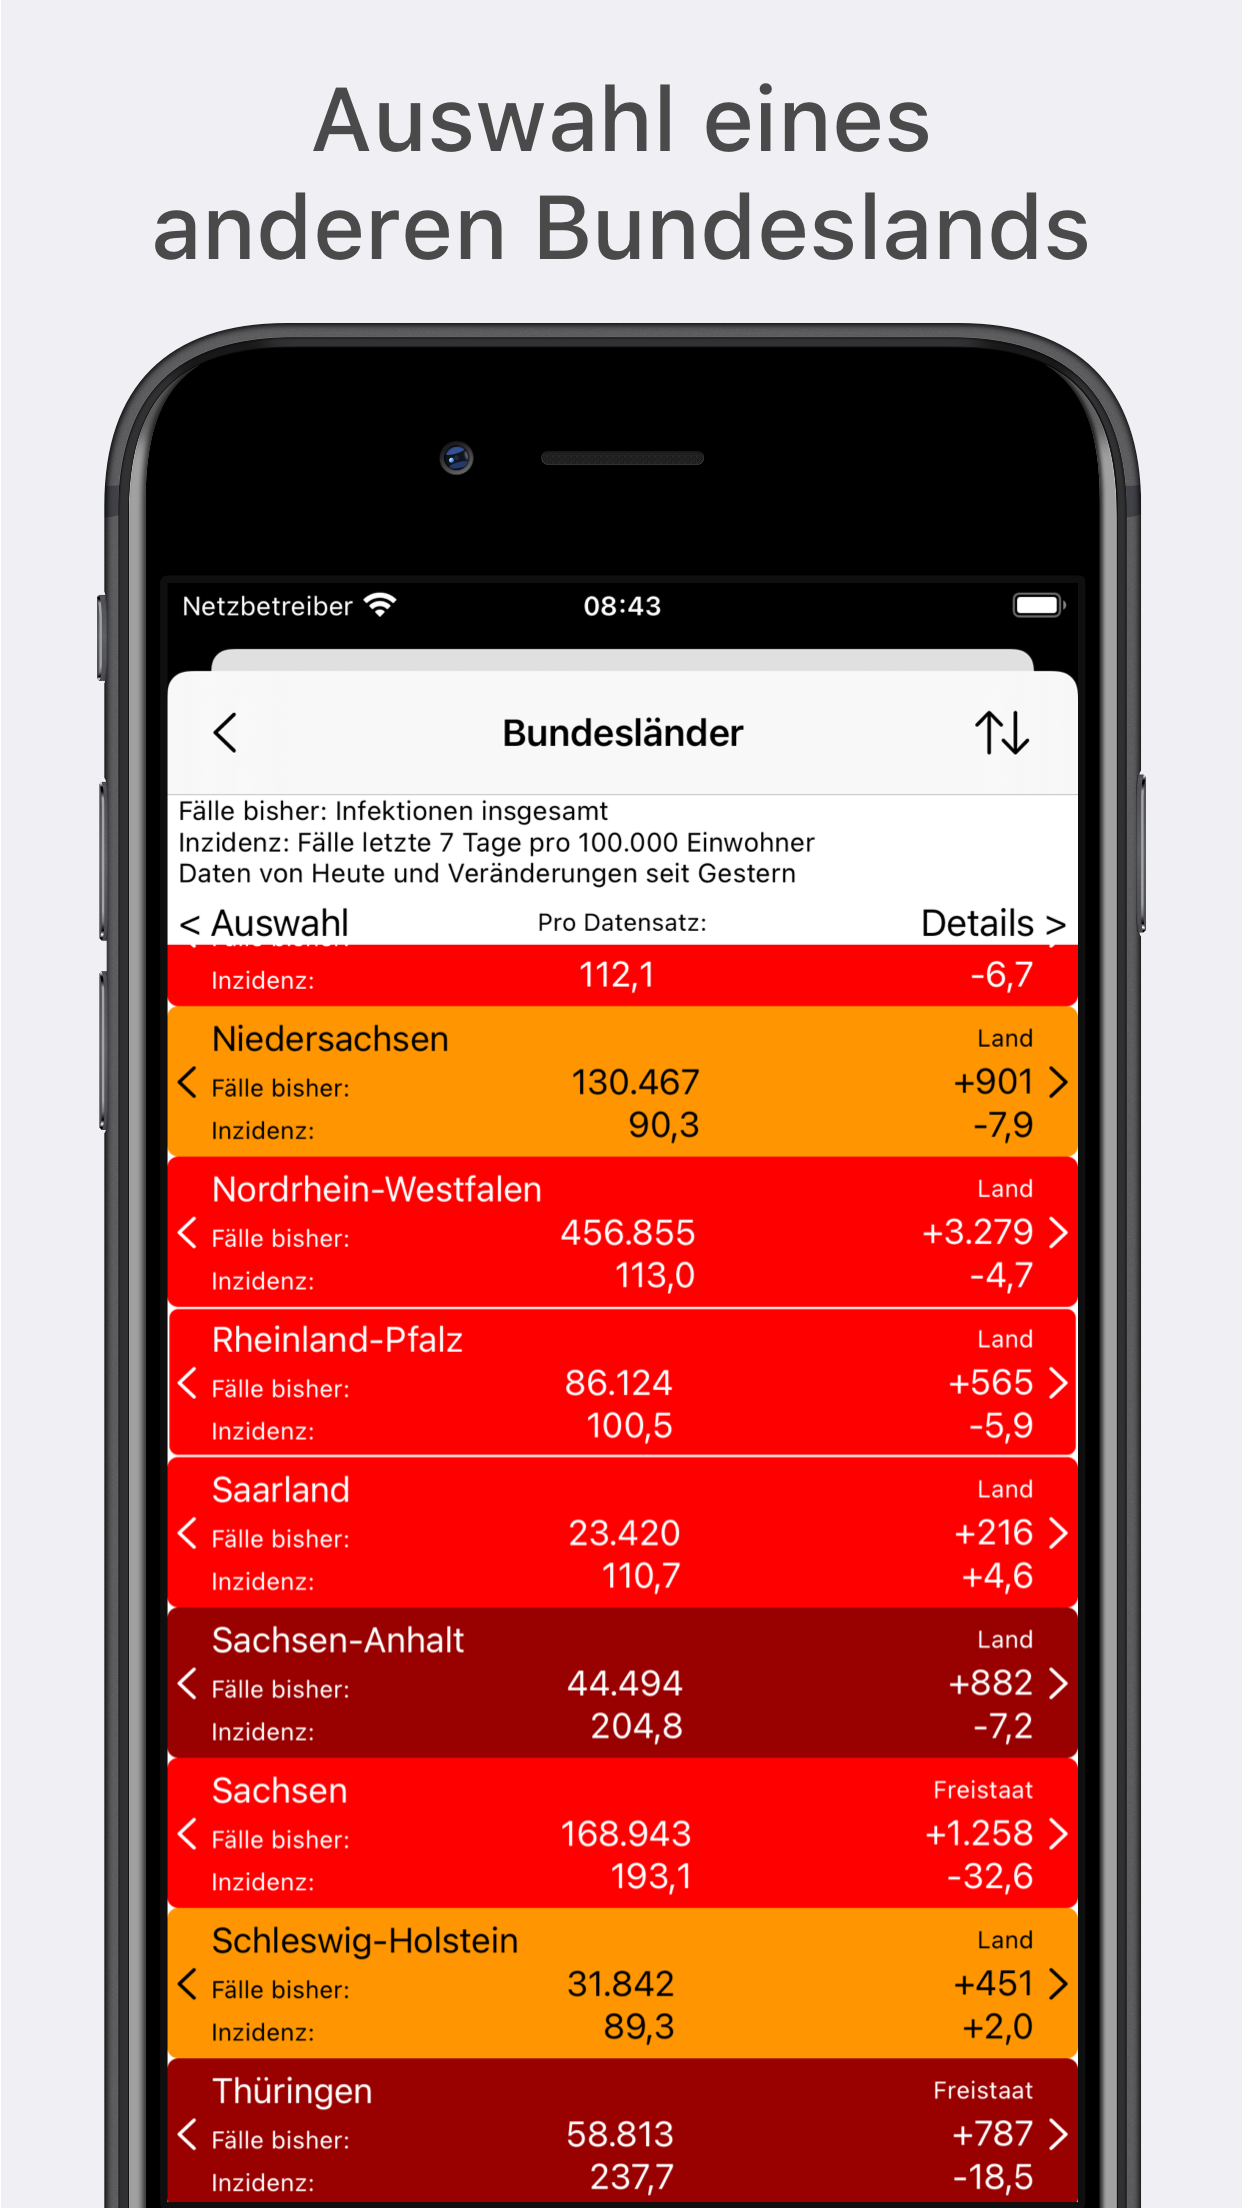 Auswahl eines
anderen Bundeslands
Netzbetreiber 08:43
Bundesländer
Fälle bisher: Infektionen insgesamt
Inzidenz: Fälle letzte 7 Tage pro 100.000 Einwohner
Daten von Heute und Veränderungen seit Gestern
< Auswahl Pro Datensatz: Details >
Inzidenz: 112,1 -6,7
Niedersachsen Land
Fälle bisher: 130.467 +901
Inzidenz: 90,3 -7,9
Nordrhein-Westfalen Land
Fälle bisher: 456.855 +3.279
Inzidenz: 113,0 -4,7
Rheinland-Pfalz Land
Fälle bisher: 86.124 +565
Inzidenz: 100,5 -5,9
Saarland Land
Fälle bisher: 23.420 +216
Inzidenz: 110,7 +4,6
Sachsen-Anhalt Land
Fälle bisher: 44.494 +882
Inzidenz: 204,8 -7,2
Sachsen Freistaat
Fälle bisher: 168.943 +1.258
Inzidenz: 193,1 -32,6
Schleswig-Holstein Land
Fälle bisher: 31.842 +451
Inzidenz: 89,3 +2,0
Thüringen Freistaat
Fälle bisher: 58.813 +787
Inzidenz: 237,7 -18,5